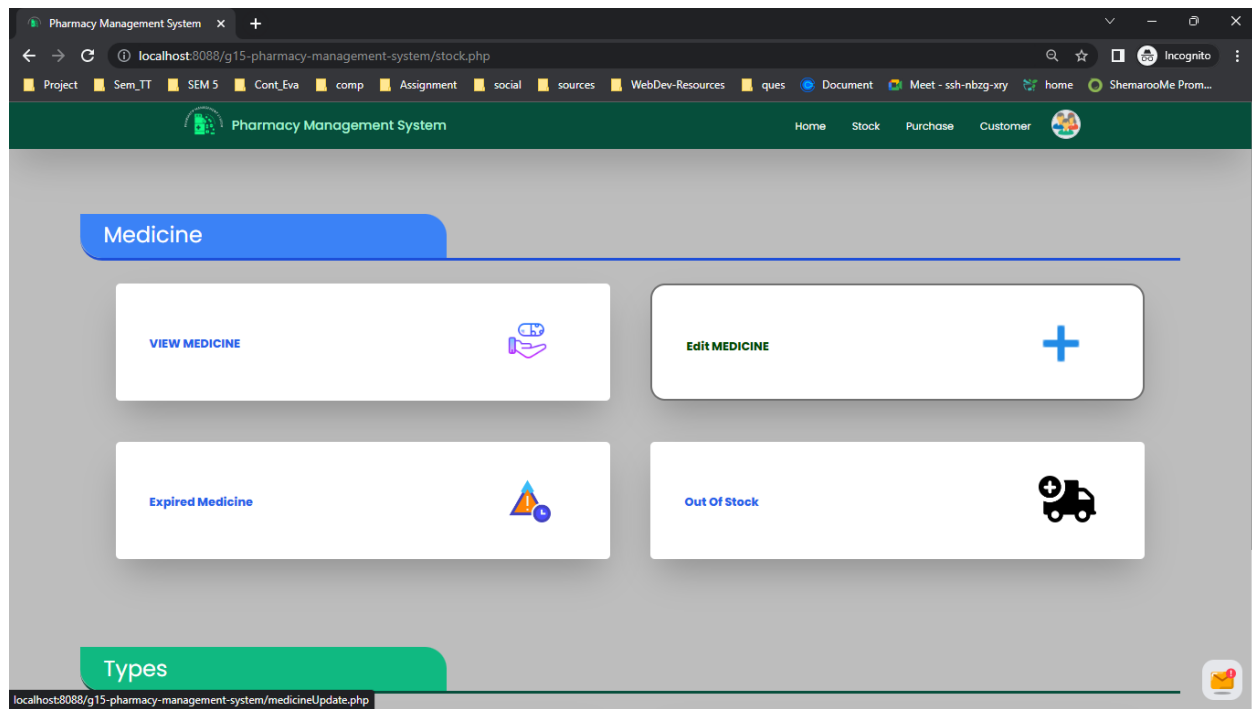 Pharmacy Management System
localhost:8088/g15-pharmacy-management-system/stock.php
Incognito
Project Sem_TT SEM 5 Cont_Eva comp Assignment social sources WebDev-Resources ques Document Meet - ssh-nbzg-xry home ShemarooMe Prom...
Pharmacy Management System Home Stock Purchase Customer
Medicine
VIEW MEDICINE Edit MEDICINE
Expired Medicine Out Of Stock
Types
localhost:8088/g15-pharmacy-management-system/medicineUpdate.php